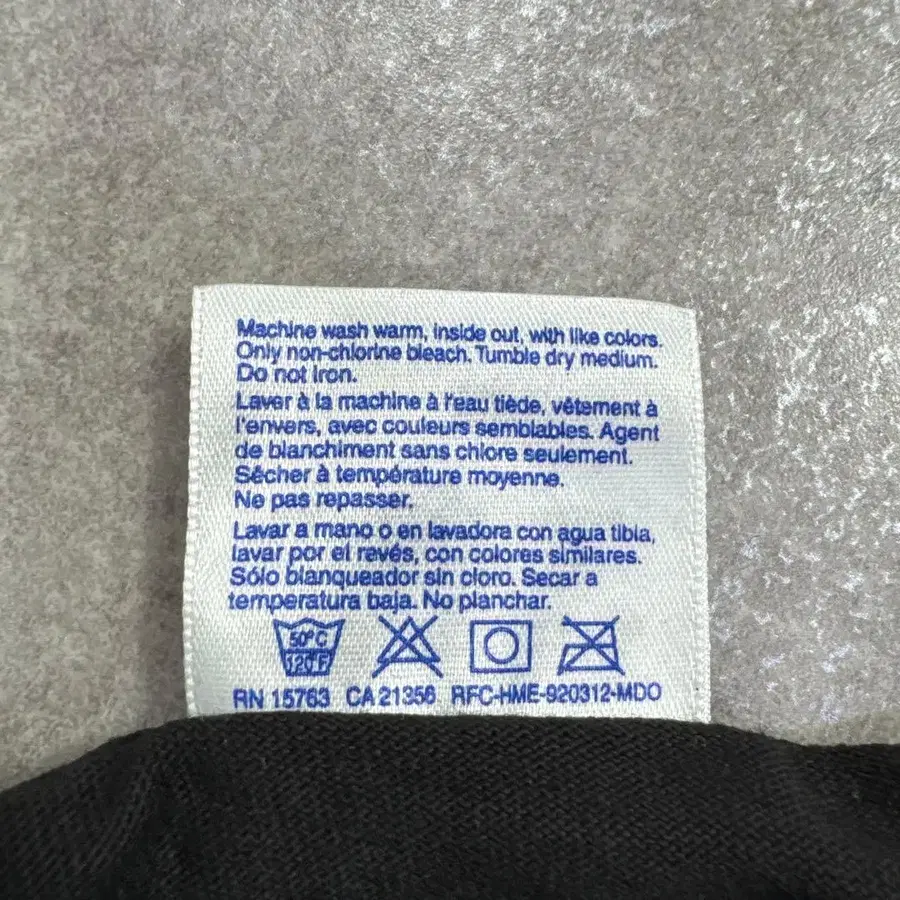 Machine wash warm, inside out, with like colors.
Only non-chlorine bleach. Tumble dry medium.
Do not iron.
Laver à la machine à l'eau tiède, vêtement à
l'envers, avec couleurs semblables. Agent
de blanchiment sans chlore seulement.
Sécher à température moyenne.
Ne pas repasser.
Lavar a mano o en lavadora con agua tibia,
lavar por el revés, con colores similares.
Sólo blanqueador sin cloro. Secar a
temperatura baja. No planchar.
50°C
120°F
RN 15763 CA 21356 RFC-HME-920312-MDO